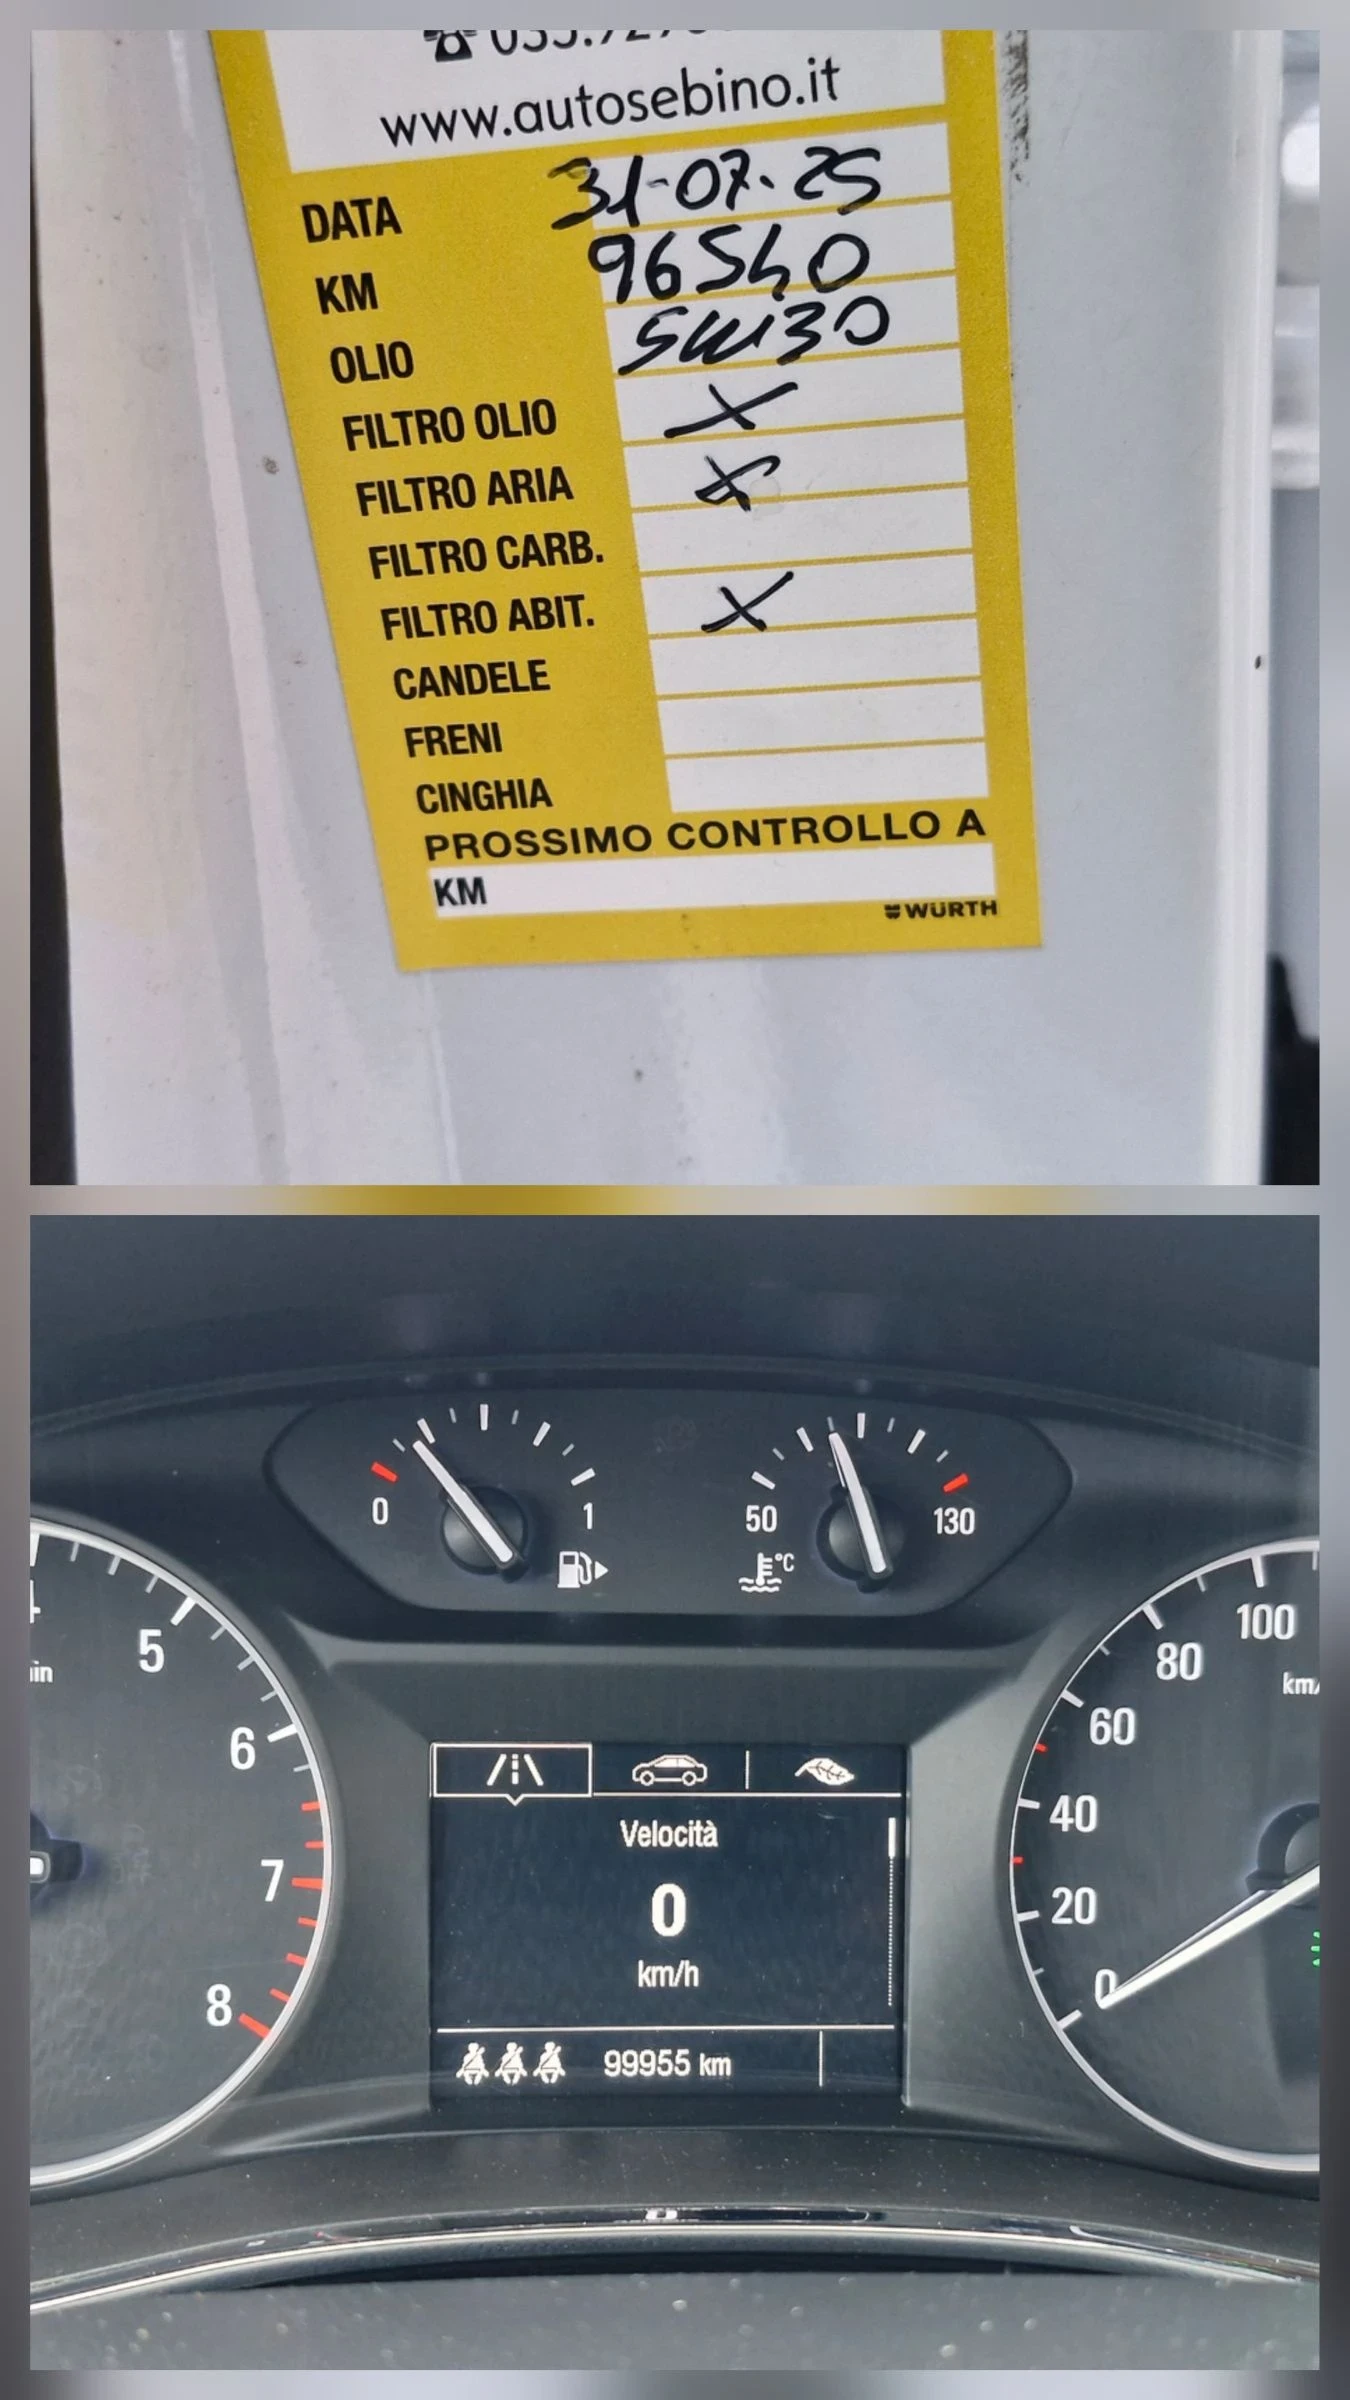 www.autosebino.it
DATA 31-07-25
KM 96540
OLIO 5W30
FILTRO OLIO X
FILTRO ARIA X
FILTRO CARB.
FILTRO ABIT. X
CANDELE
FRENI
CINGHIA
PROSSIMO CONTROLLO A
KM
WÜRTH
0 1
50 130
°C
5
6
7
8
100
80
km/
60
40
20
0
Velocità
0
km/h
99955 km